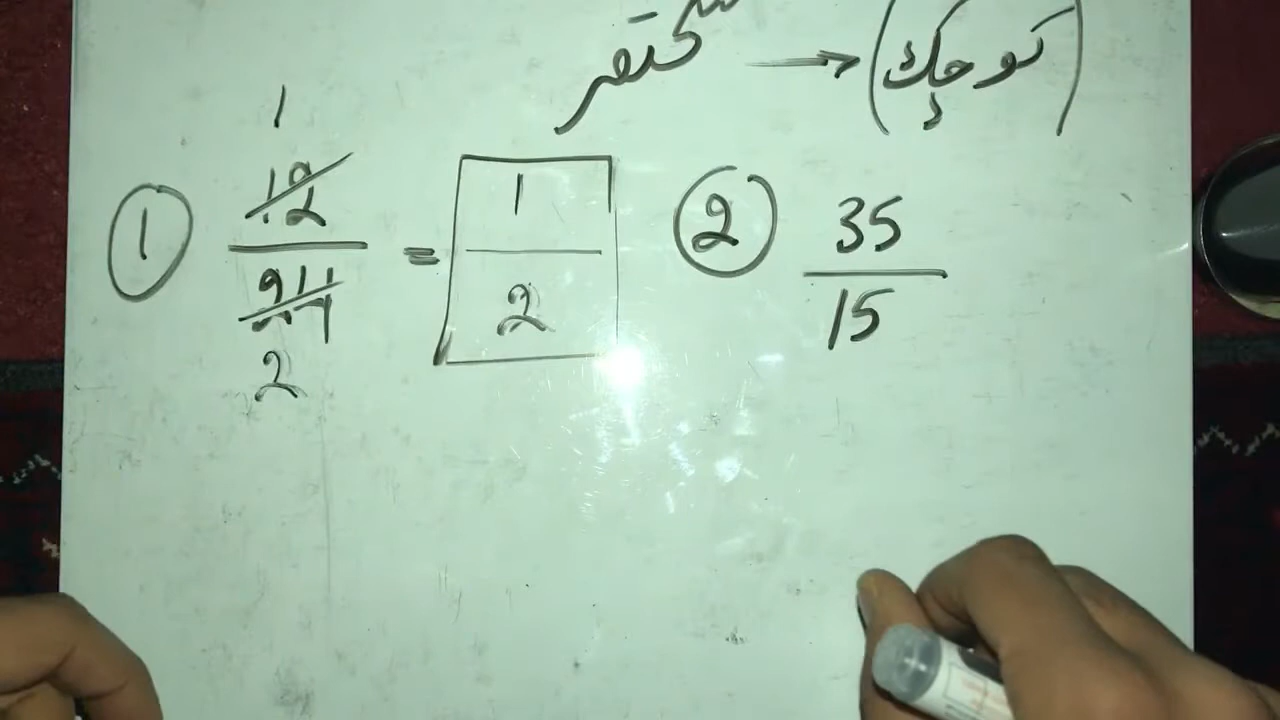 مختصر → (کوچک)
1
① 12/24 = 1/2 ② 35/15
2